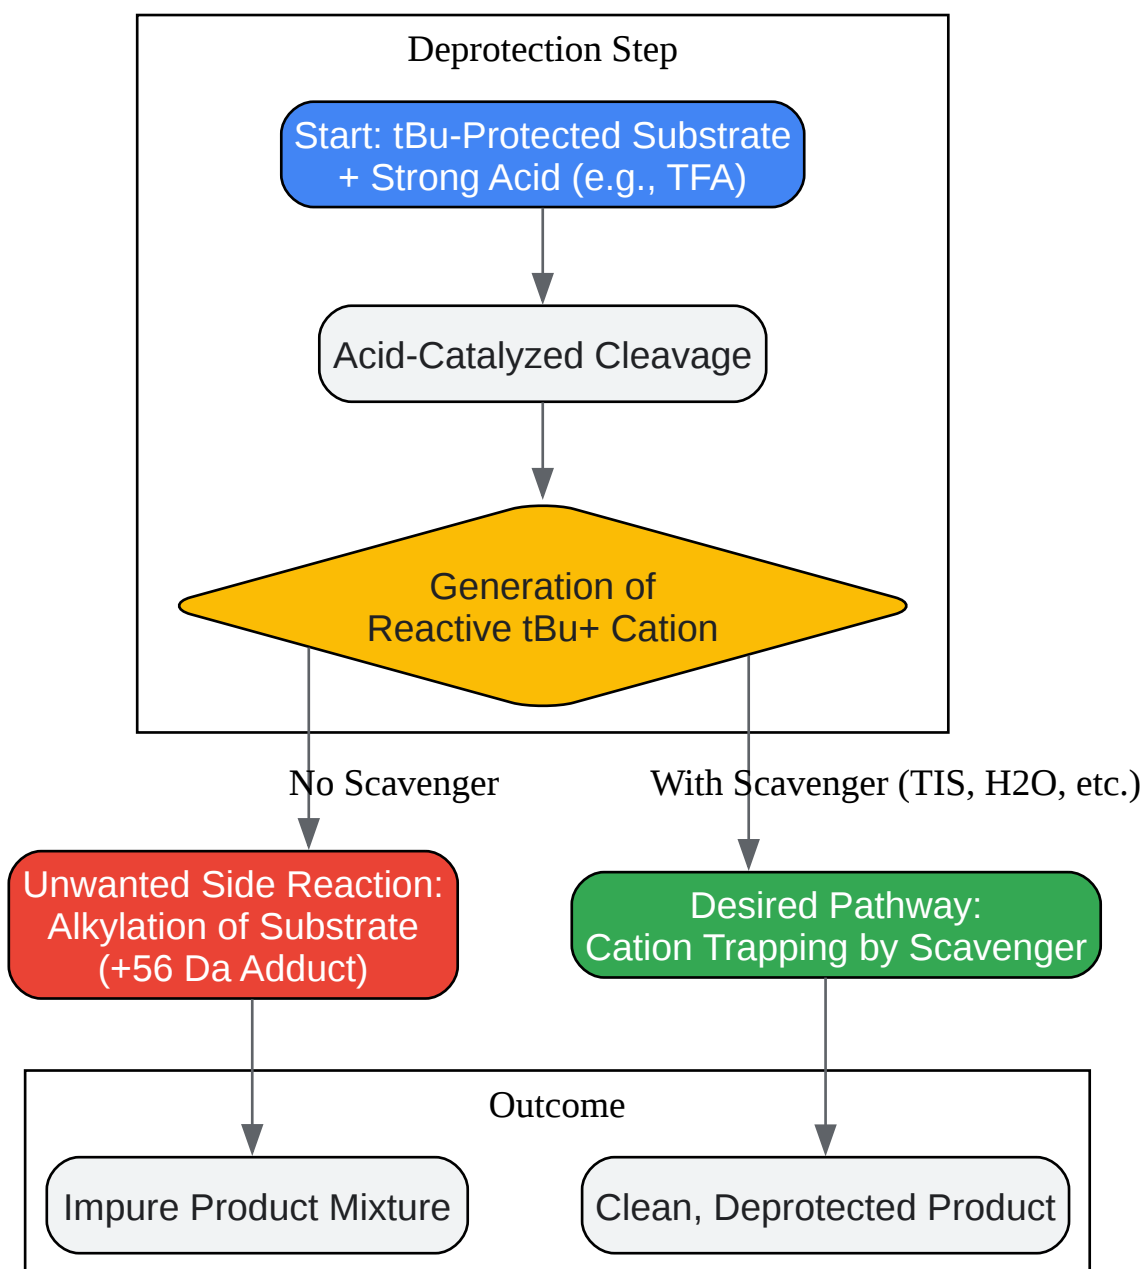 Deprotection Step
Start: tBu-Protected Substrate
+ Strong Acid (e.g., TFA)
Acid-Catalyzed Cleavage
Generation of
Reactive tBu+ Cation
No Scavenger
With Scavenger (TIS, H2O, etc.)
Unwanted Side Reaction:
Alkylation of Substrate
(+56 Da Adduct)
Desired Pathway:
Cation Trapping by Scavenger
Outcome
Impure Product Mixture
Clean, Deprotected Product